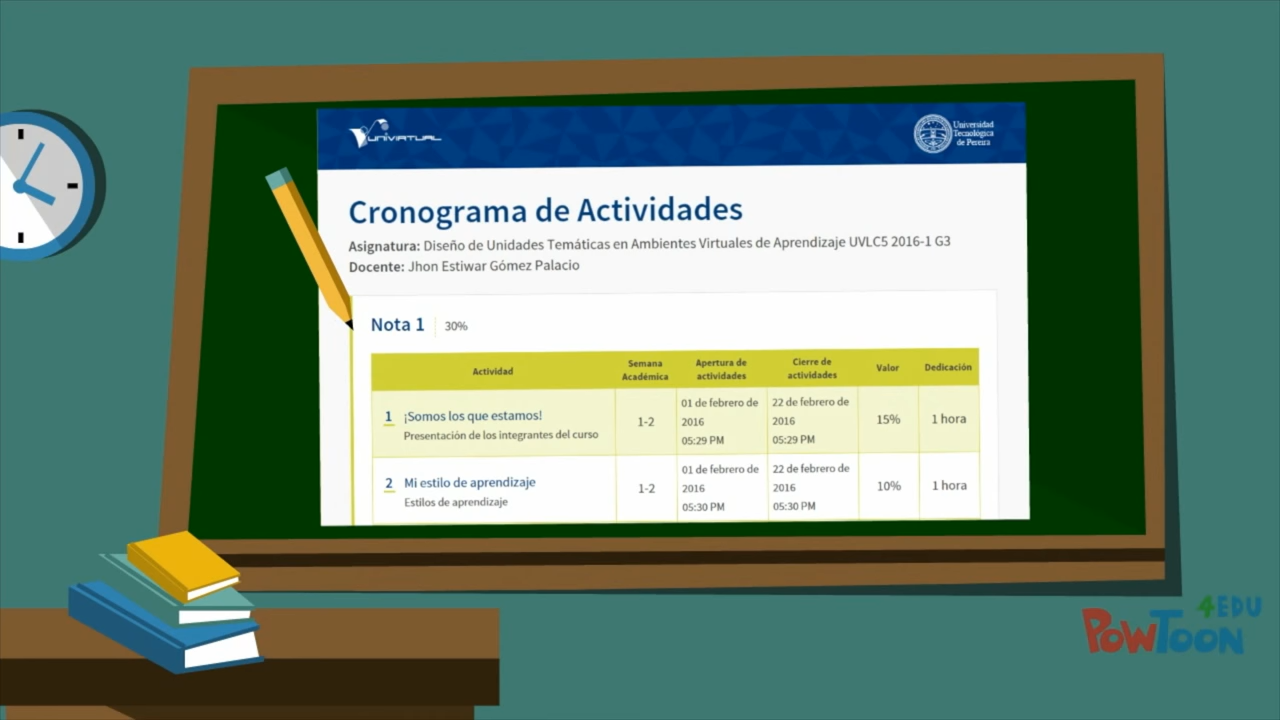 UNIVIRTUAL
Universidad
Tecnológica
de Pereira
Cronograma de Actividades
Asignatura: Diseño de Unidades Temáticas en Ambientes Virtuales de Aprendizaje UVLC5 2016-1 G3
Docente: Jhon Estiwar Gómez Palacio
Nota 1 30%
Actividad
Semana
Académica
Apertura de
actividades
Cierre de
actividades
Valor
Dedicación
1 ¡Somos los que estamos!
Presentación de los integrantes del curso
1-2
01 de febrero de
2016
05:29 PM
22 de febrero de
2016
05:29 PM
15%
1 hora
2 Mi estilo de aprendizaje
Estilos de aprendizaje
1-2
01 de febrero de
2016
05:30 PM
22 de febrero de
2016
05:30 PM
10%
1 hora
4EDU
POWTOON